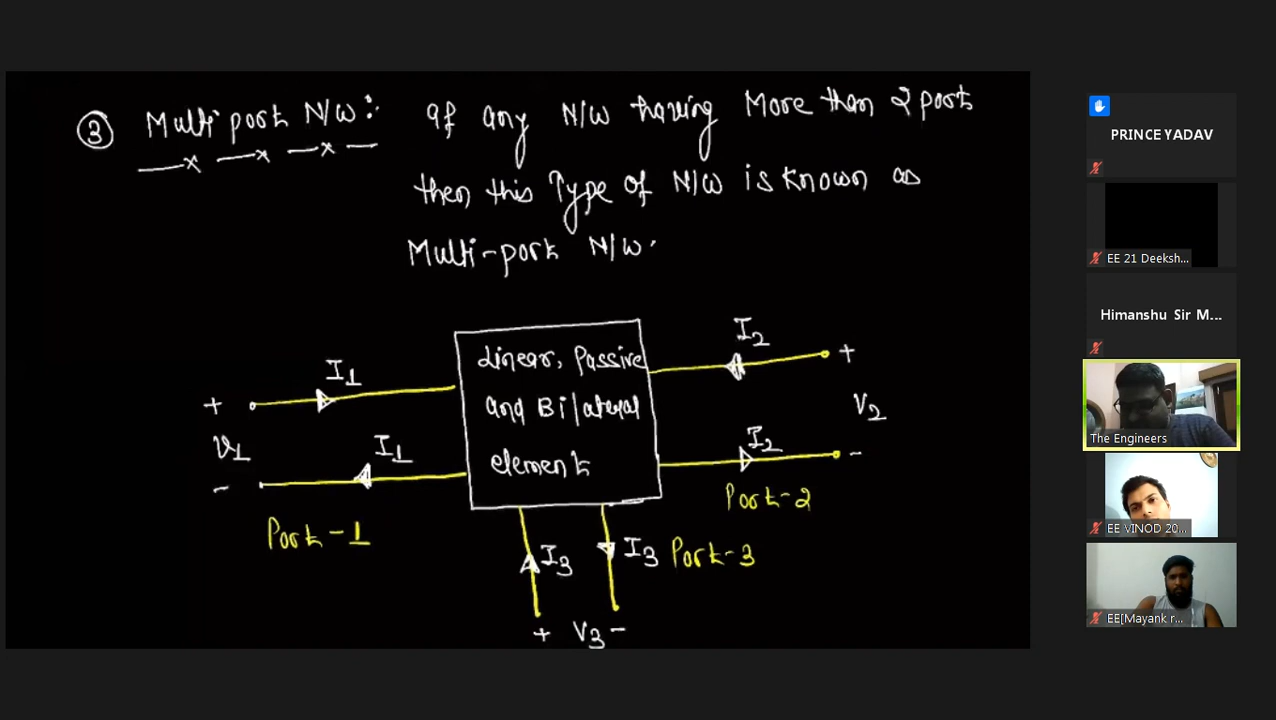 ③ Multi port N/W:- If any N/W having More than 2 port
then this Type of N/W is known as
Multi-port N/W.
Linear, Passive
and Bilateral
element
I1
+
V1
-
I1
Port-1
I2
+
V2
I2
-
Port-2
I3
I3
Port-3
+ V3 -
PRINCE YADAV
EE 21 Deeksh...
Himanshu Sir M...
The Engineers
EE VINOD 20...
EE[Mayank r...